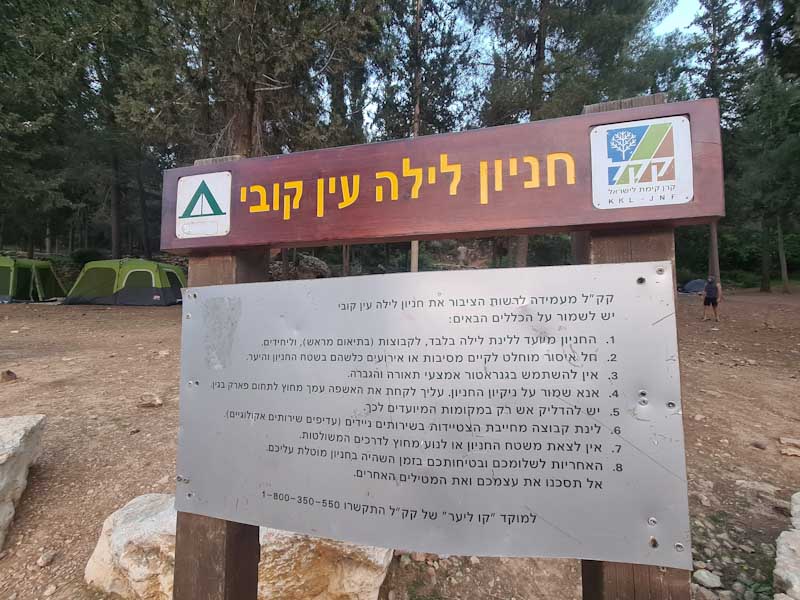 חניון לילה עין קובי
קק"ל
קרן קימת לישראל
KKL - JNF
קק"ל מעמידה לרשות הציבור את חניון לילה עין קובי
יש לשמור על הכללים הבאים:
1. החניון מיועד ללינת לילה בלבד, לקבוצות (בתיאום מראש), וליחידים.
2. חל איסור מוחלט לקיים מסיבות או אירועים כלשהם בשטח החניון והיער.
3. אין להשתמש בגנראטור אמצעי תאורה והגברה.
4. אנא שמור על ניקיון החניון. עליך לקחת את האשפה עמך מחוץ לתחום פארק בגין.
5. יש להדליק אש רק במקומות המיועדים לכך.
6. לינת קבוצה מחייבת הצטיידות בשירותים ניידים (עדיפים שירותים אקולוגיים).
7. אין לצאת משטח החניון או לנוע מחוץ לדרכים המשולטות.
8. האחריות לשלומכם ובטיחותכם בזמן השהיה בחניון מוטלת עליכם.
אל תסכנו את עצמכם ואת המטילים האחרים.
למוקד "קו ליער" של קק"ל התקשרו 1-800-350-550